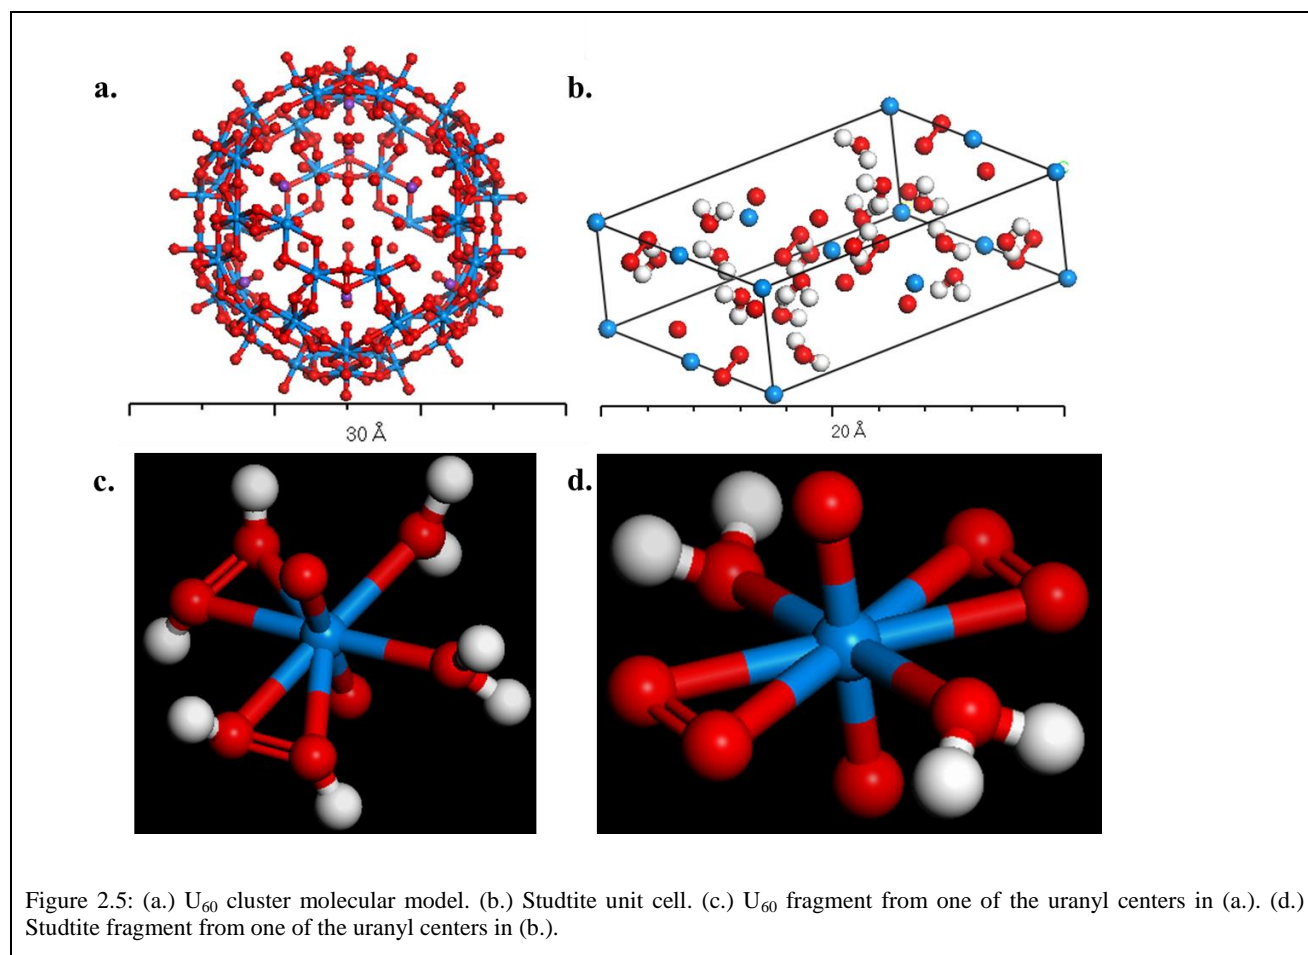 a.
b.
30 Å
20 Å
c.
d.
Figure 2.5: (a.) U₆₀ cluster molecular model. (b.) Studtite unit cell. (c.) U₆₀ fragment from one of the uranyl centers in (a.). (d.)
Studtite fragment from one of the uranyl centers in (b.).